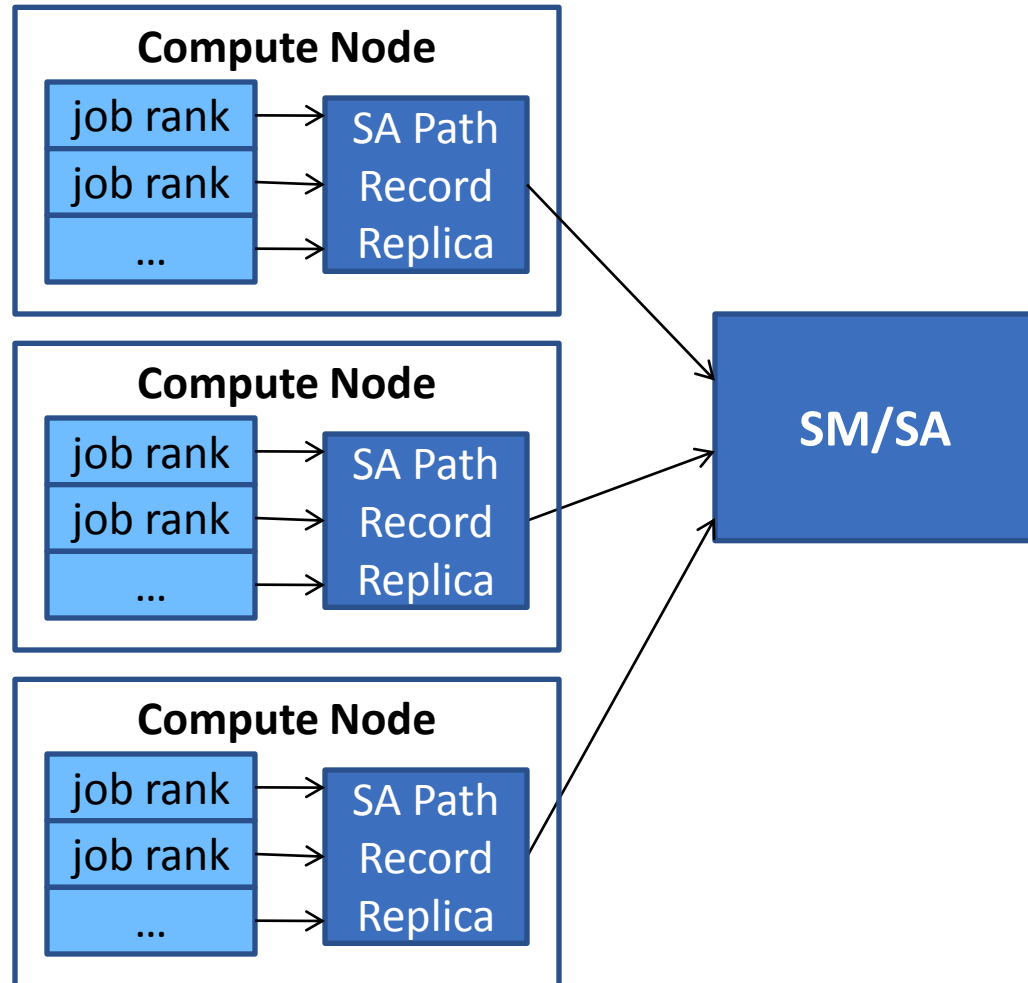 Compute Node
job rank
job rank
...
SA Path
Record
Replica
Compute Node
job rank
job rank
...
SA Path
Record
Replica
Compute Node
job rank
job rank
...
SA Path
Record
Replica
SM/SA